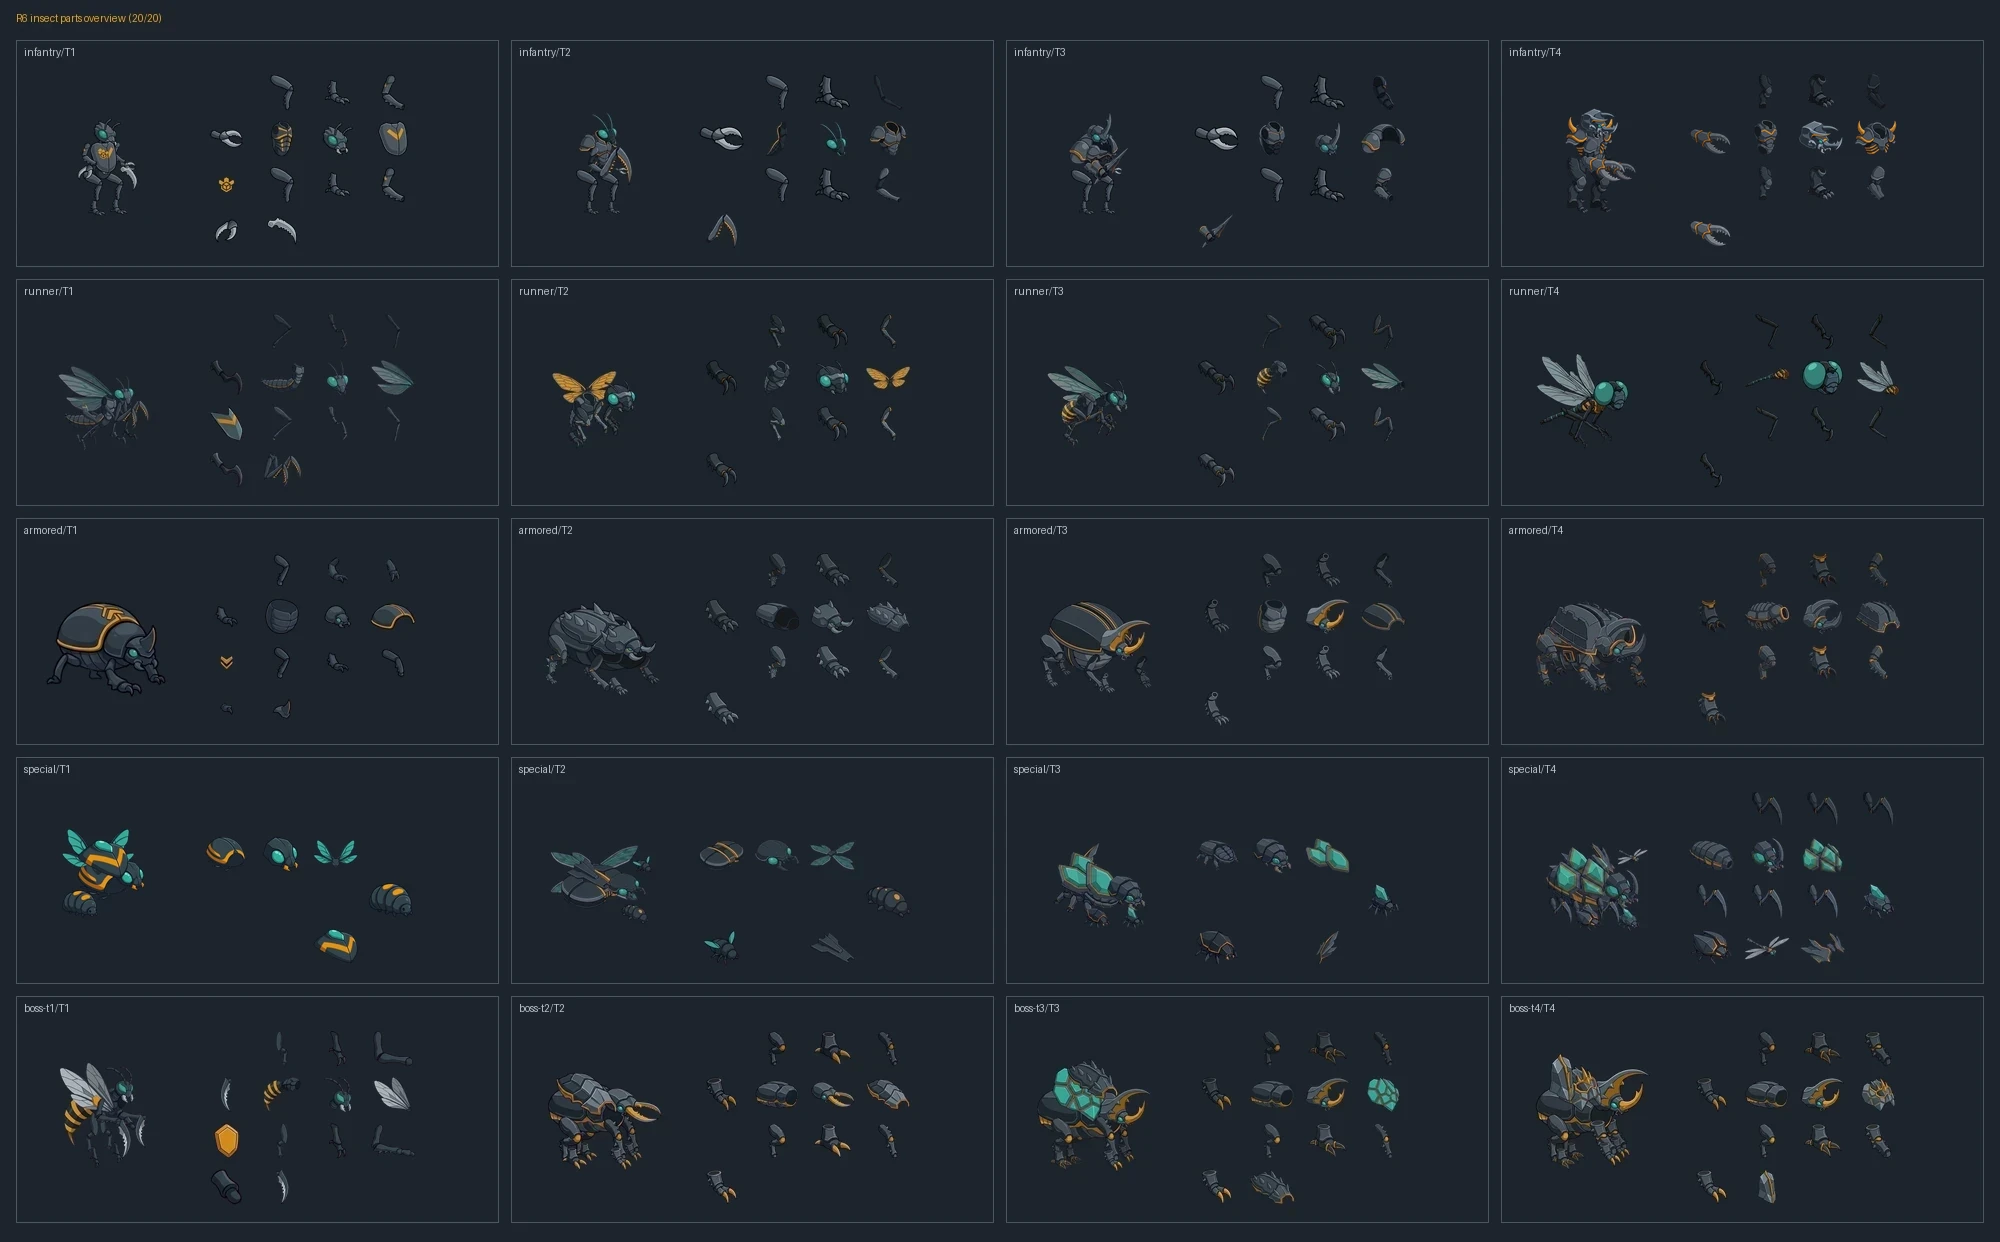 R6 insect parts overview (20/20)
infantry/T1
infantry/T2
infantry/T3
infantry/T4
runner/T1
runner/T2
runner/T3
runner/T4
armored/T1
armored/T2
armored/T3
armored/T4
special/T1
special/T2
special/T3
special/T4
boss-t1/T1
boss-t2/T2
boss-t3/T3
boss-t4/T4